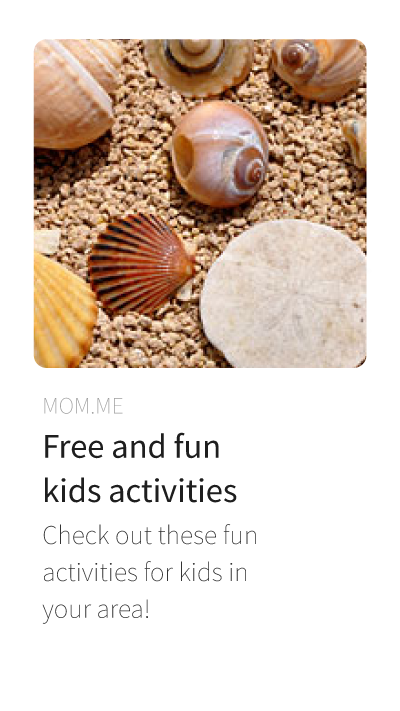 MOM.ME
Free and fun
kids activities
Check out these fun
activities for kids in
your area!